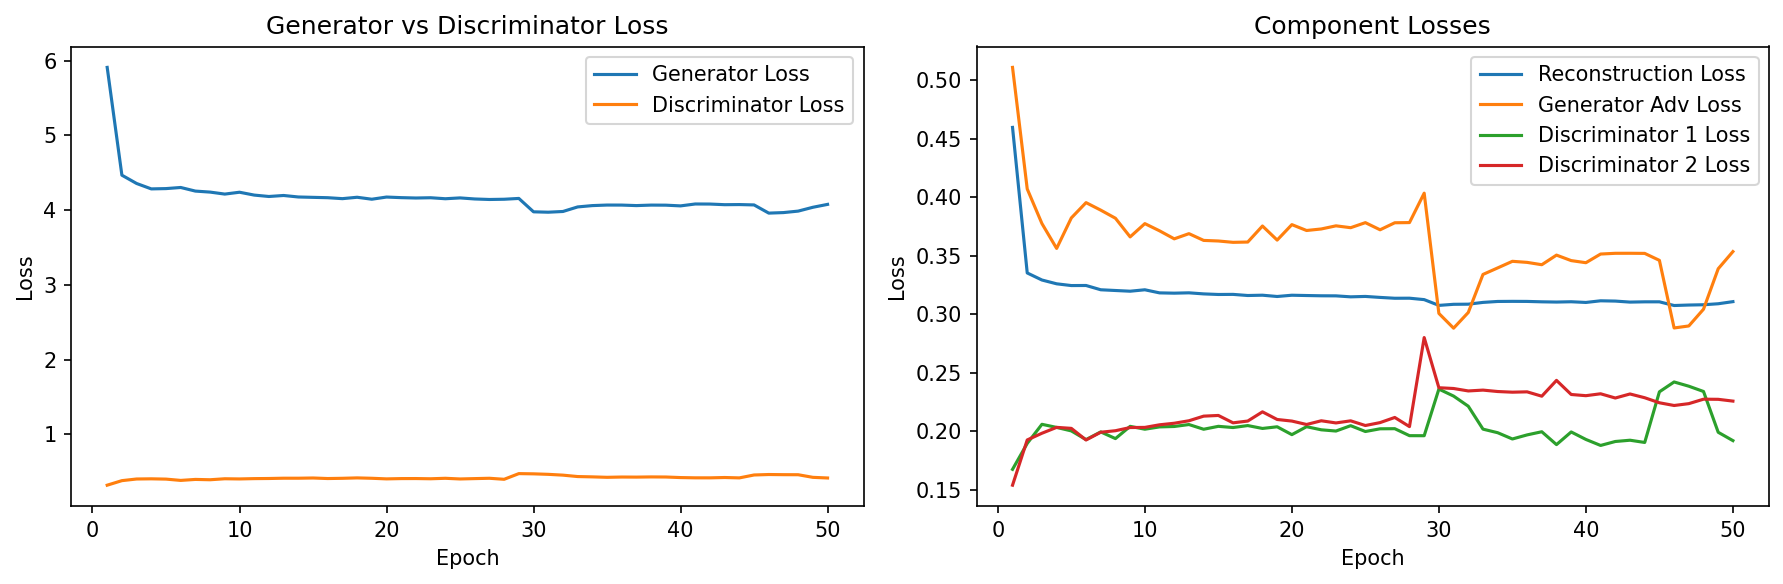 Generator vs Discriminator Loss
6
5
4
3
2
1
Loss
Generator Loss
Discriminator Loss
0
10
20
30
40
50
Epoch
Component Losses
0.50
0.45
0.40
0.35
0.30
0.25
0.20
0.15
Loss
Reconstruction Loss
Generator Adv Loss
Discriminator 1 Loss
Discriminator 2 Loss
0
10
20
30
40
50
Epoch